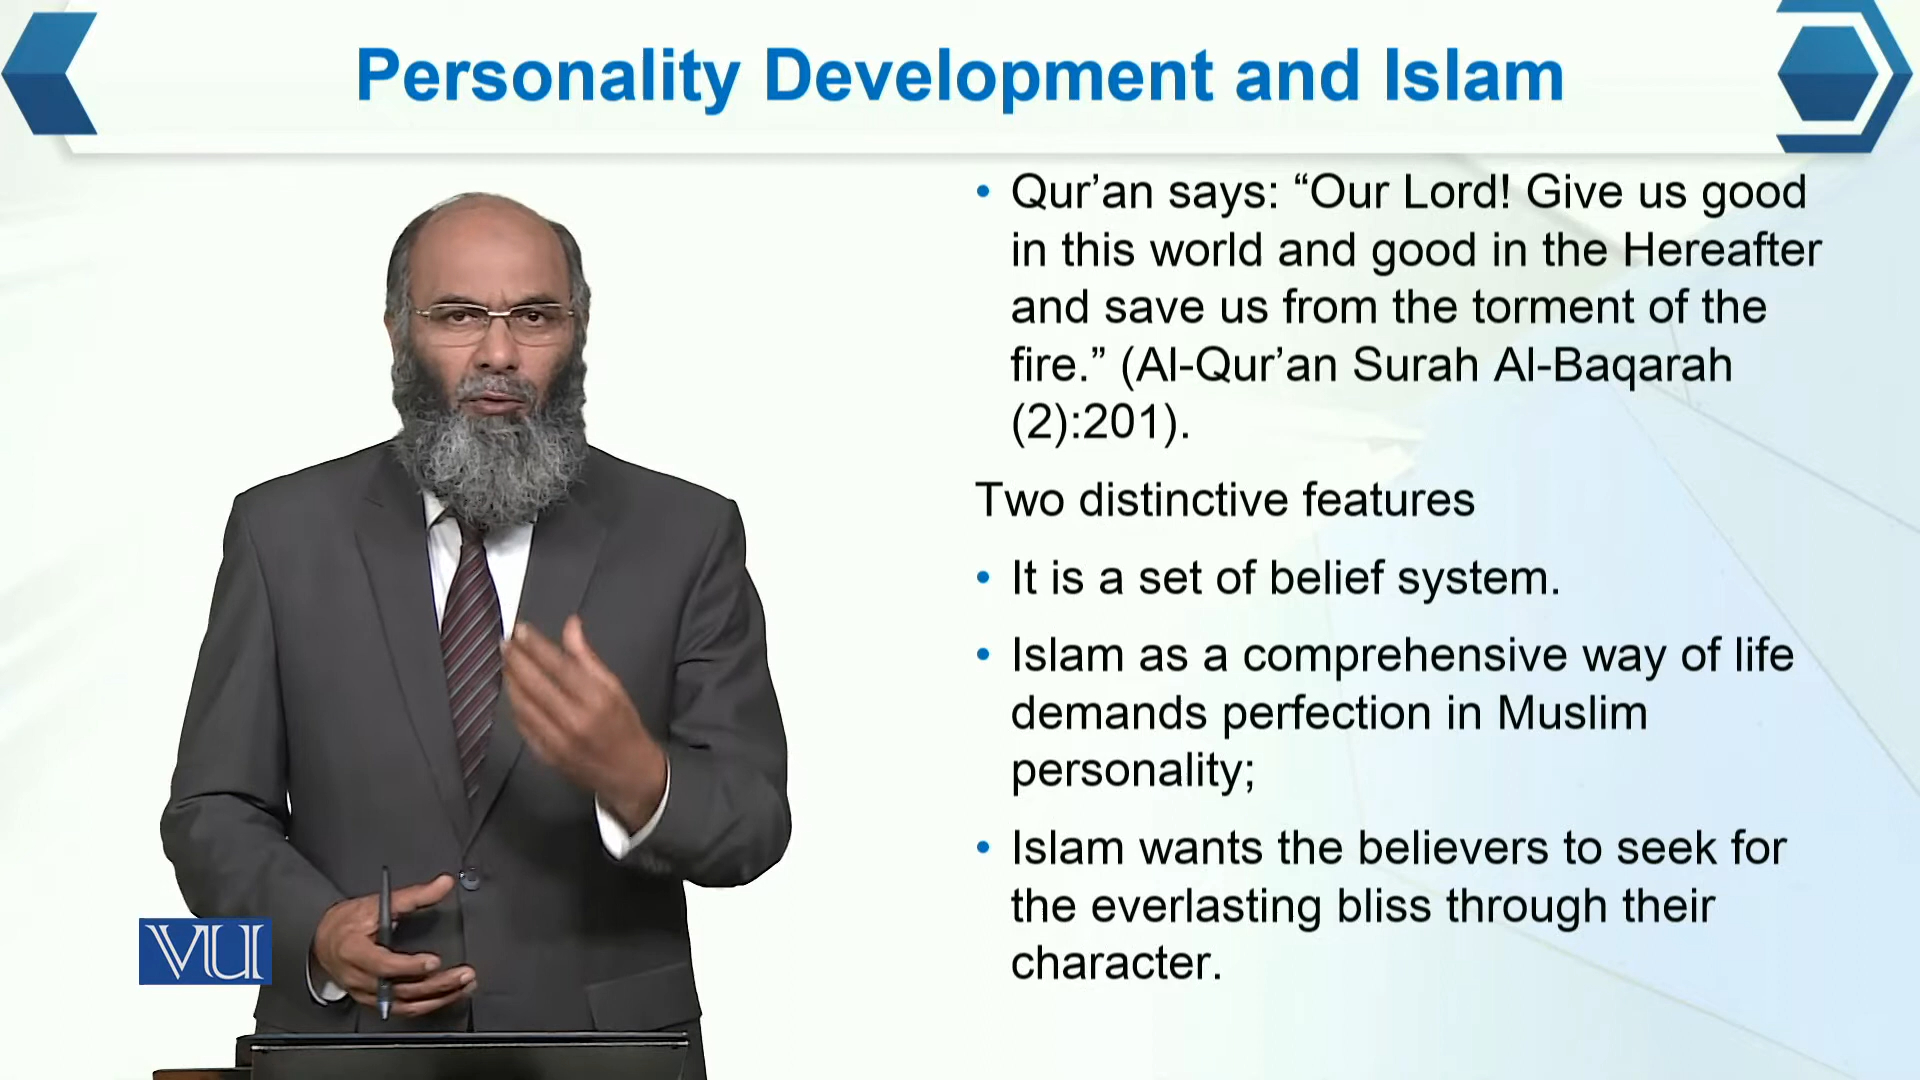 Personality Development and Islam
• Qur’an says: “Our Lord! Give us good
in this world and good in the Hereafter
and save us from the torment of the
fire.” (Al-Qur’an Surah Al-Baqarah
(2):201).
Two distinctive features
• It is a set of belief system.
• Islam as a comprehensive way of life
demands perfection in Muslim
personality;
• Islam wants the believers to seek for
the everlasting bliss through their
character.
VU